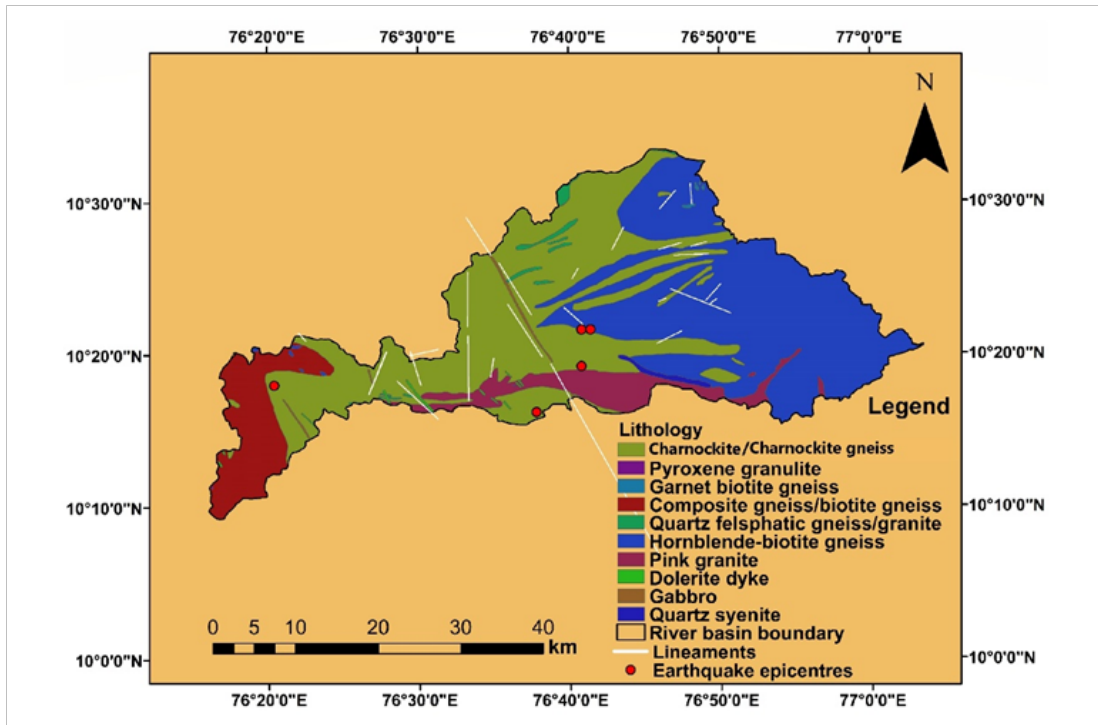 76°20'0"E 76°30'0"E 76°40'0"E 76°50'0"E 77°0'0"E
N
10°30'0"N 10°30'0"N
10°20'0"N 10°20'0"N
Legend
Lithology
Charnockite/Charnockite gneiss
Pyroxene granulite
10°10'0"N 10°10'0"N
Garnet biotite gneiss
Composite gneiss/biotite gneiss
Quartz felsphatic gneiss/granite
Hornblende-biotite gneiss
Pink granite
Dolerite dyke
Gabbro
Quartz syenite
River basin boundary
Lineaments
Earthquake epicentres
0 5 10 20 30 40
km
10°0'0"N 10°0'0"N
76°20'0"E 76°30'0"E 76°40'0"E 76°50'0"E 77°0'0"E